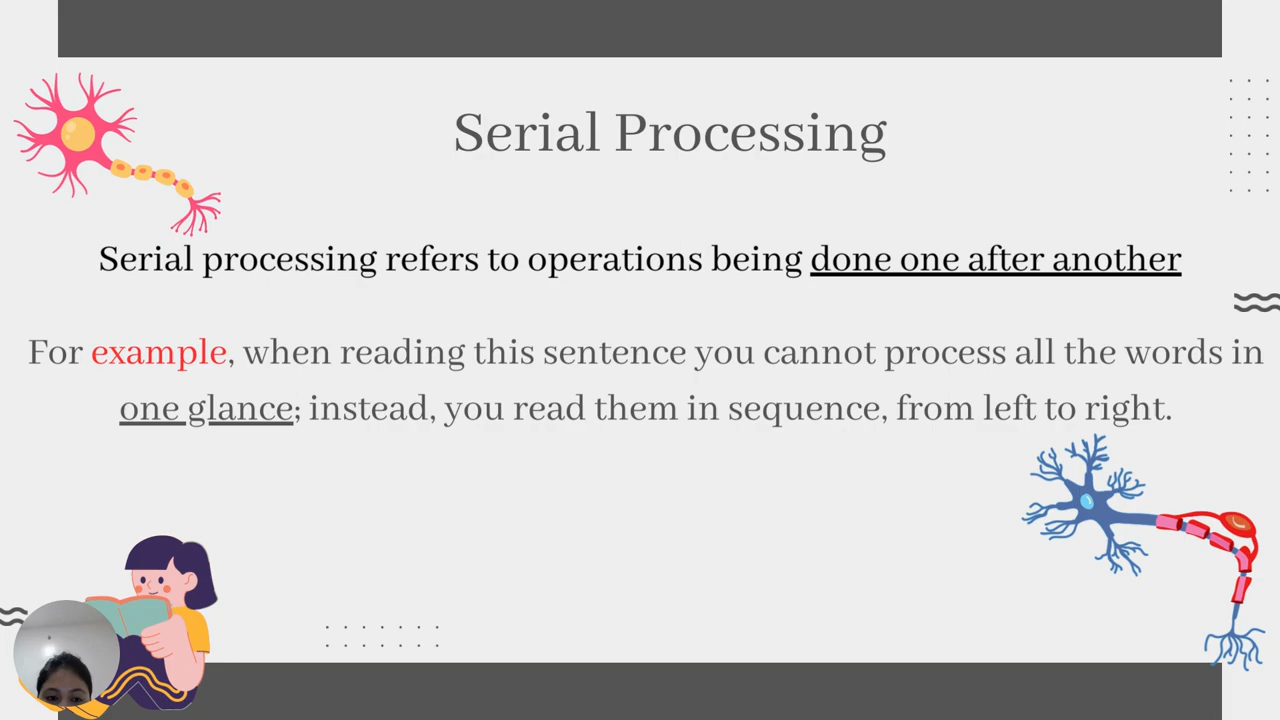 Serial Processing
Serial processing refers to operations being done one after another
For example, when reading this sentence you cannot process all the words in
one glance; instead, you read them in sequence, from left to right.